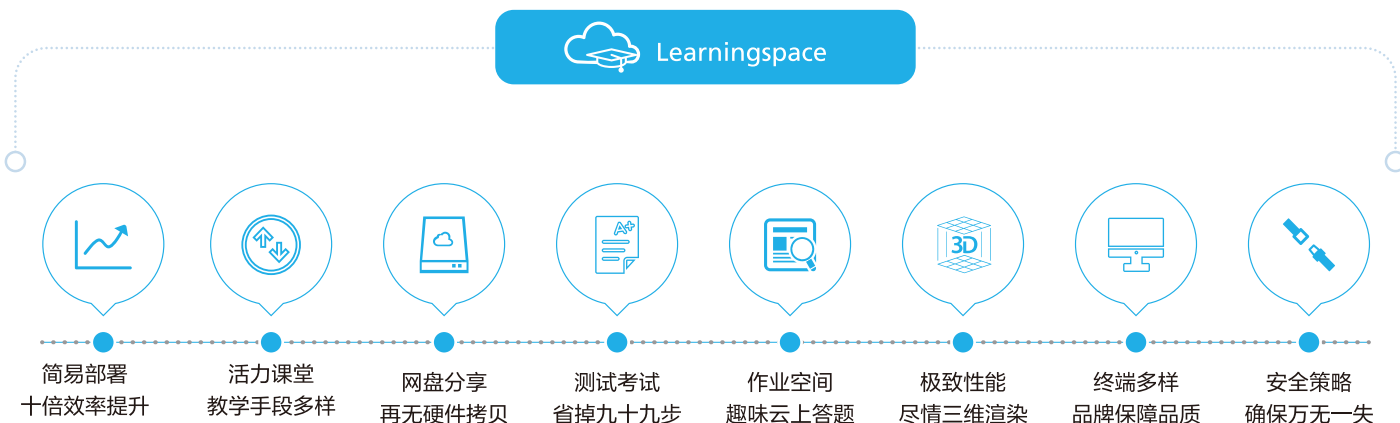 Learningspace
A+
3D
简易部署
十倍效率提升
活力课堂
教学手段多样
网盘分享
再无硬件拷贝
测试考试
省掉九十九步
作业空间
趣味云上答题
极致性能
尽情三维渲染
终端多样
品牌保障品质
安全策略
确保万无一失